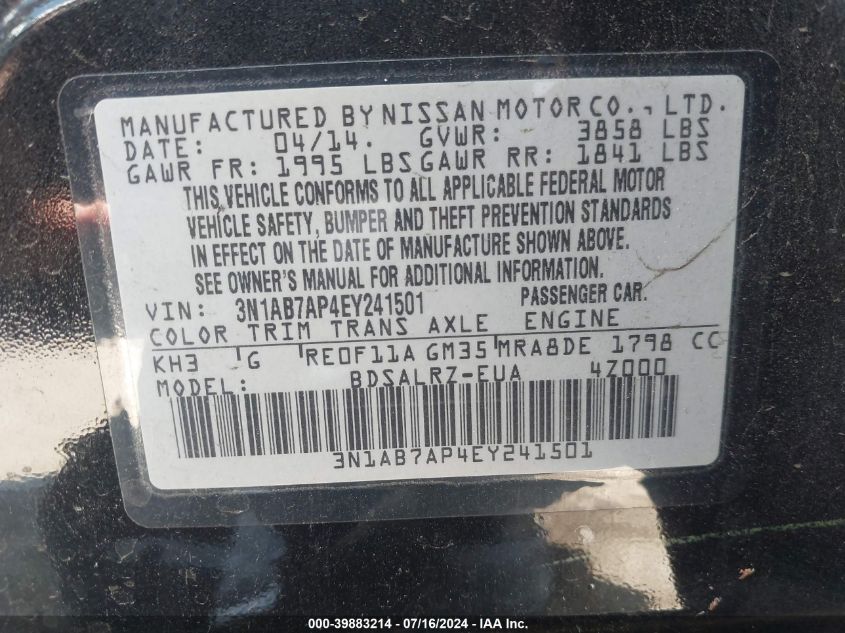 MANUFACTURED BY NISSAN MOTOR CO., LTD.
DATE: 04/14. GVWR: 3858 LBS
GAWR FR: 1995 LBS GAWR RR: 1841 LBS
THIS VEHICLE CONFORMS TO ALL APPLICABLE FEDERAL MOTOR
VEHICLE SAFETY, BUMPER AND THEFT PREVENTION STANDARDS
IN EFFECT ON THE DATE OF MANUFACTURE SHOWN ABOVE.
SEE OWNER'S MANUAL FOR ADDITIONAL INFORMATION.
VIN: 3N1AB7AP4EY241501 PASSENGER CAR.
COLOR TRIM TRANS AXLE ENGINE
KH3 G RE0F11A GM35 MRA8DE 1798 CC
MODEL: BDSALRZ-EUA 4Z000
3N1AB7AP4EY241501
000-39883214 - 07/16/2024 - IAA Inc.